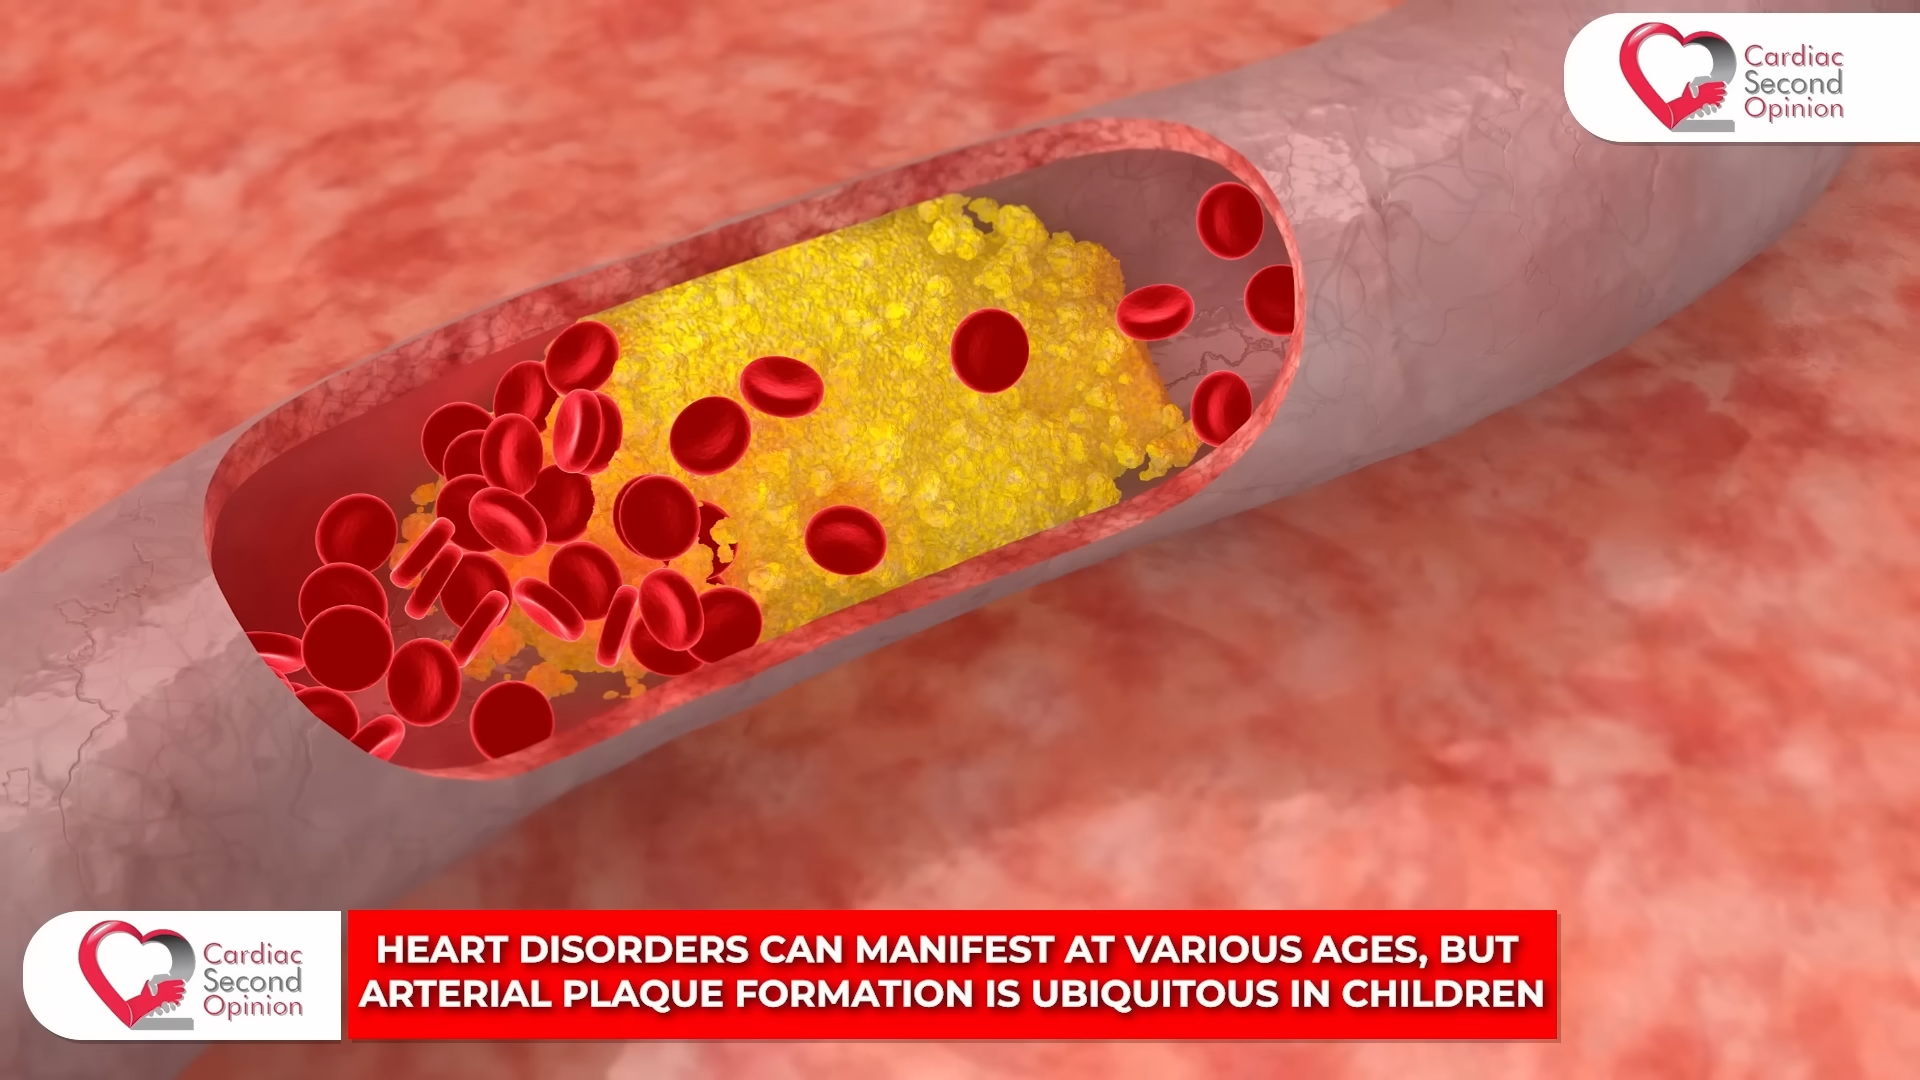 Cardiac
Second
Opinion
Cardiac
Second
Opinion
HEART DISORDERS CAN MANIFEST AT VARIOUS AGES, BUT
ARTERIAL PLAQUE FORMATION IS UBIQUITOUS IN CHILDREN